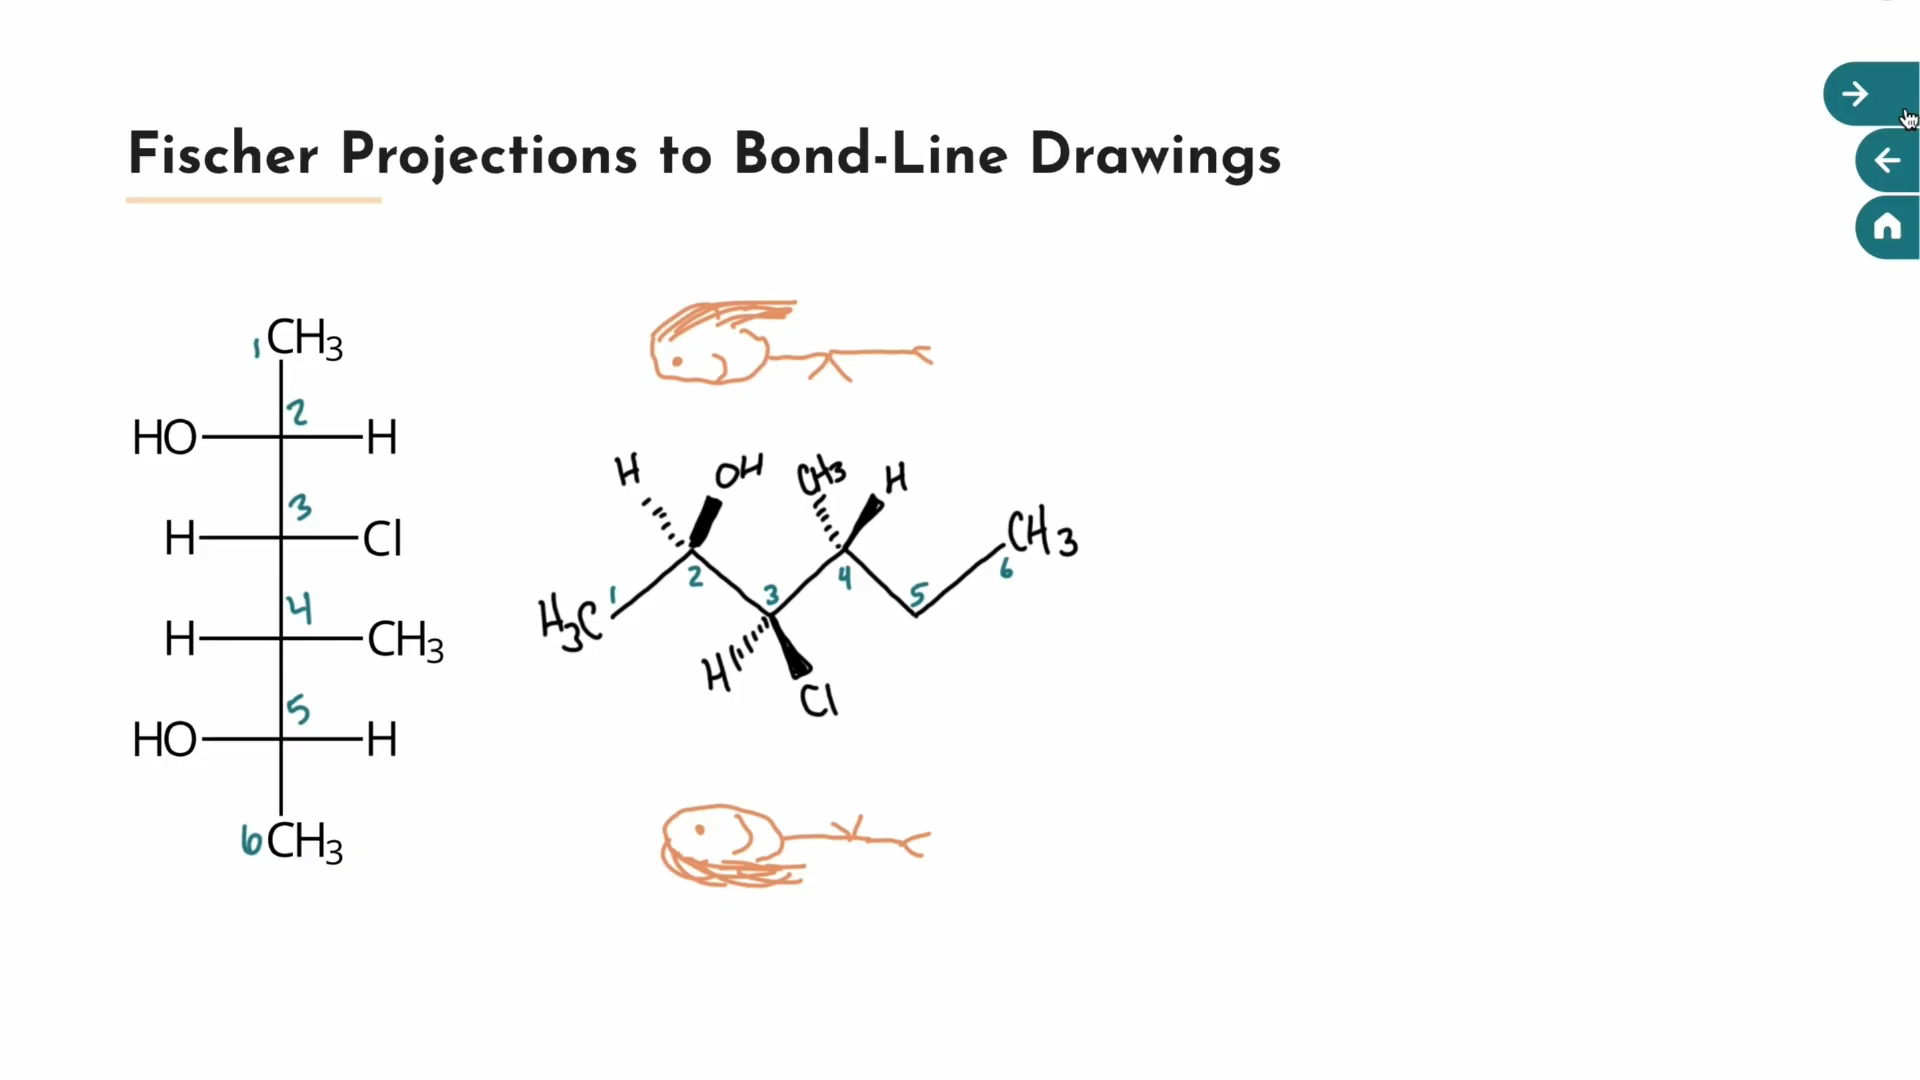 Fischer Projections to Bond-Line Drawings
1 CH3
2
HO H
3
H Cl
4
H CH3
5
HO H
6 CH3
H OH CH3 H
CH3
2 4 6
1 3 5
H3C
H
Cl